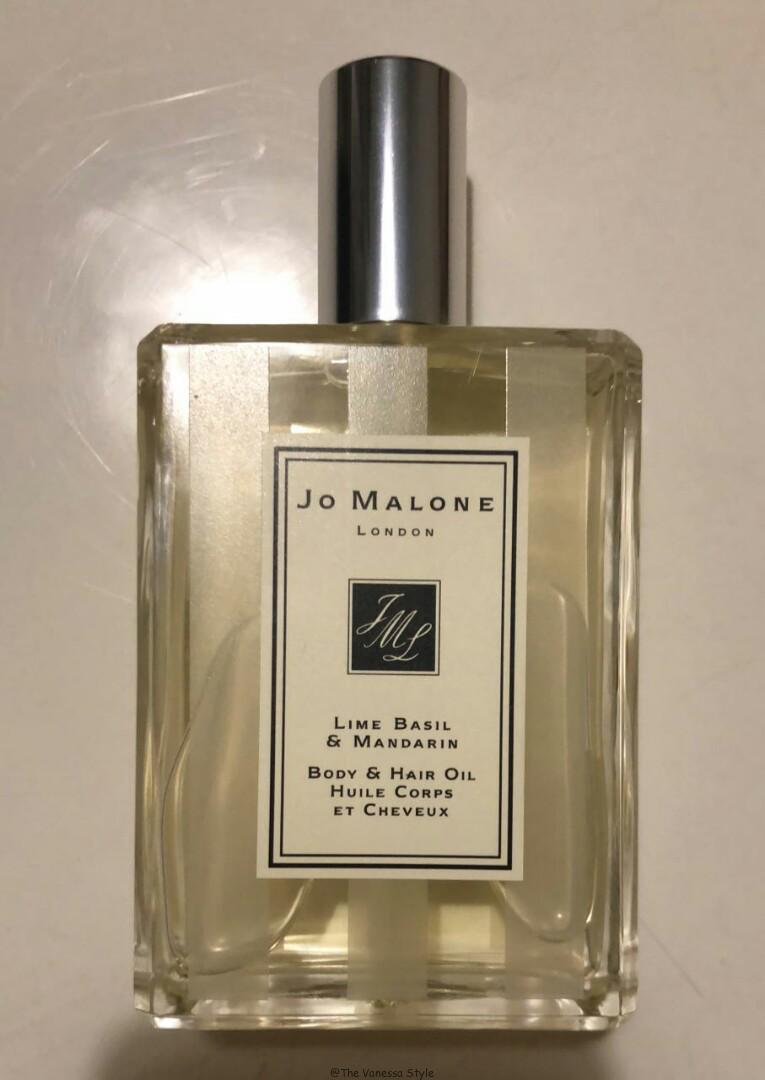 Jo Malone
London
JML
Lime Basil
& Mandarin
Body & Hair Oil
Huile Corps
et Cheveux
@The Vanessa Style